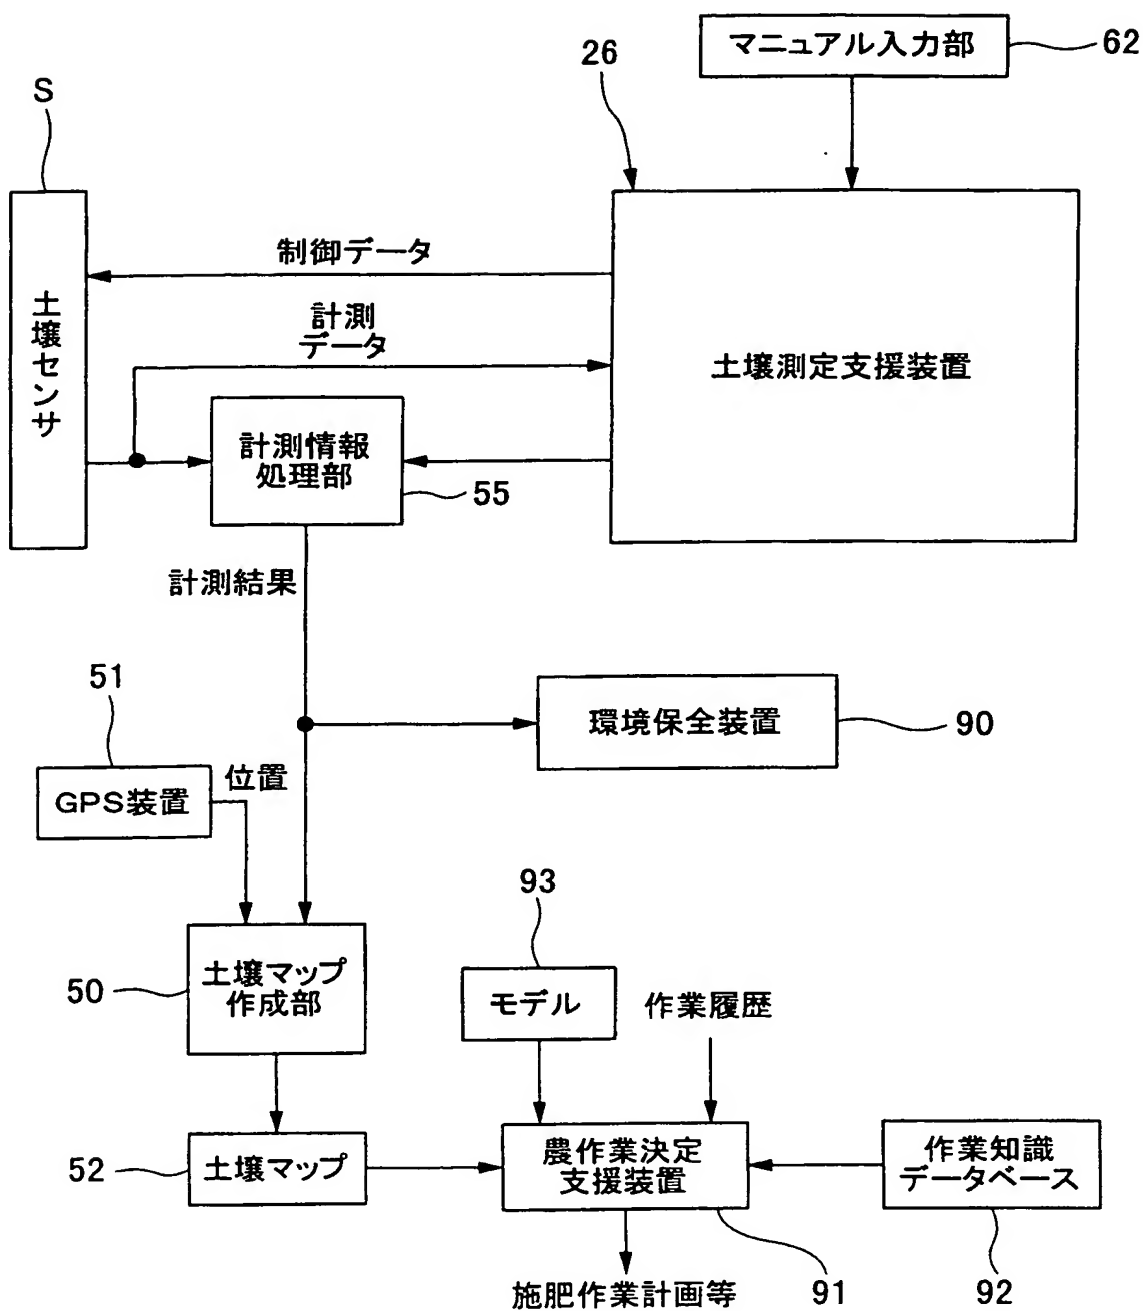 マニュアル入力部
62
26
S
制御データ
土壌センサ
計測
データ
土壌測定支援装置
計測情報
処理部
55
計測結果
51
環境保全装置
90
位置
GPS装置
93
50
土壌マップ
作成部
モデル
作業履歴
52
土壌マップ
農作業決定
支援装置
作業知識
データベース
施肥作業計画等
91
92